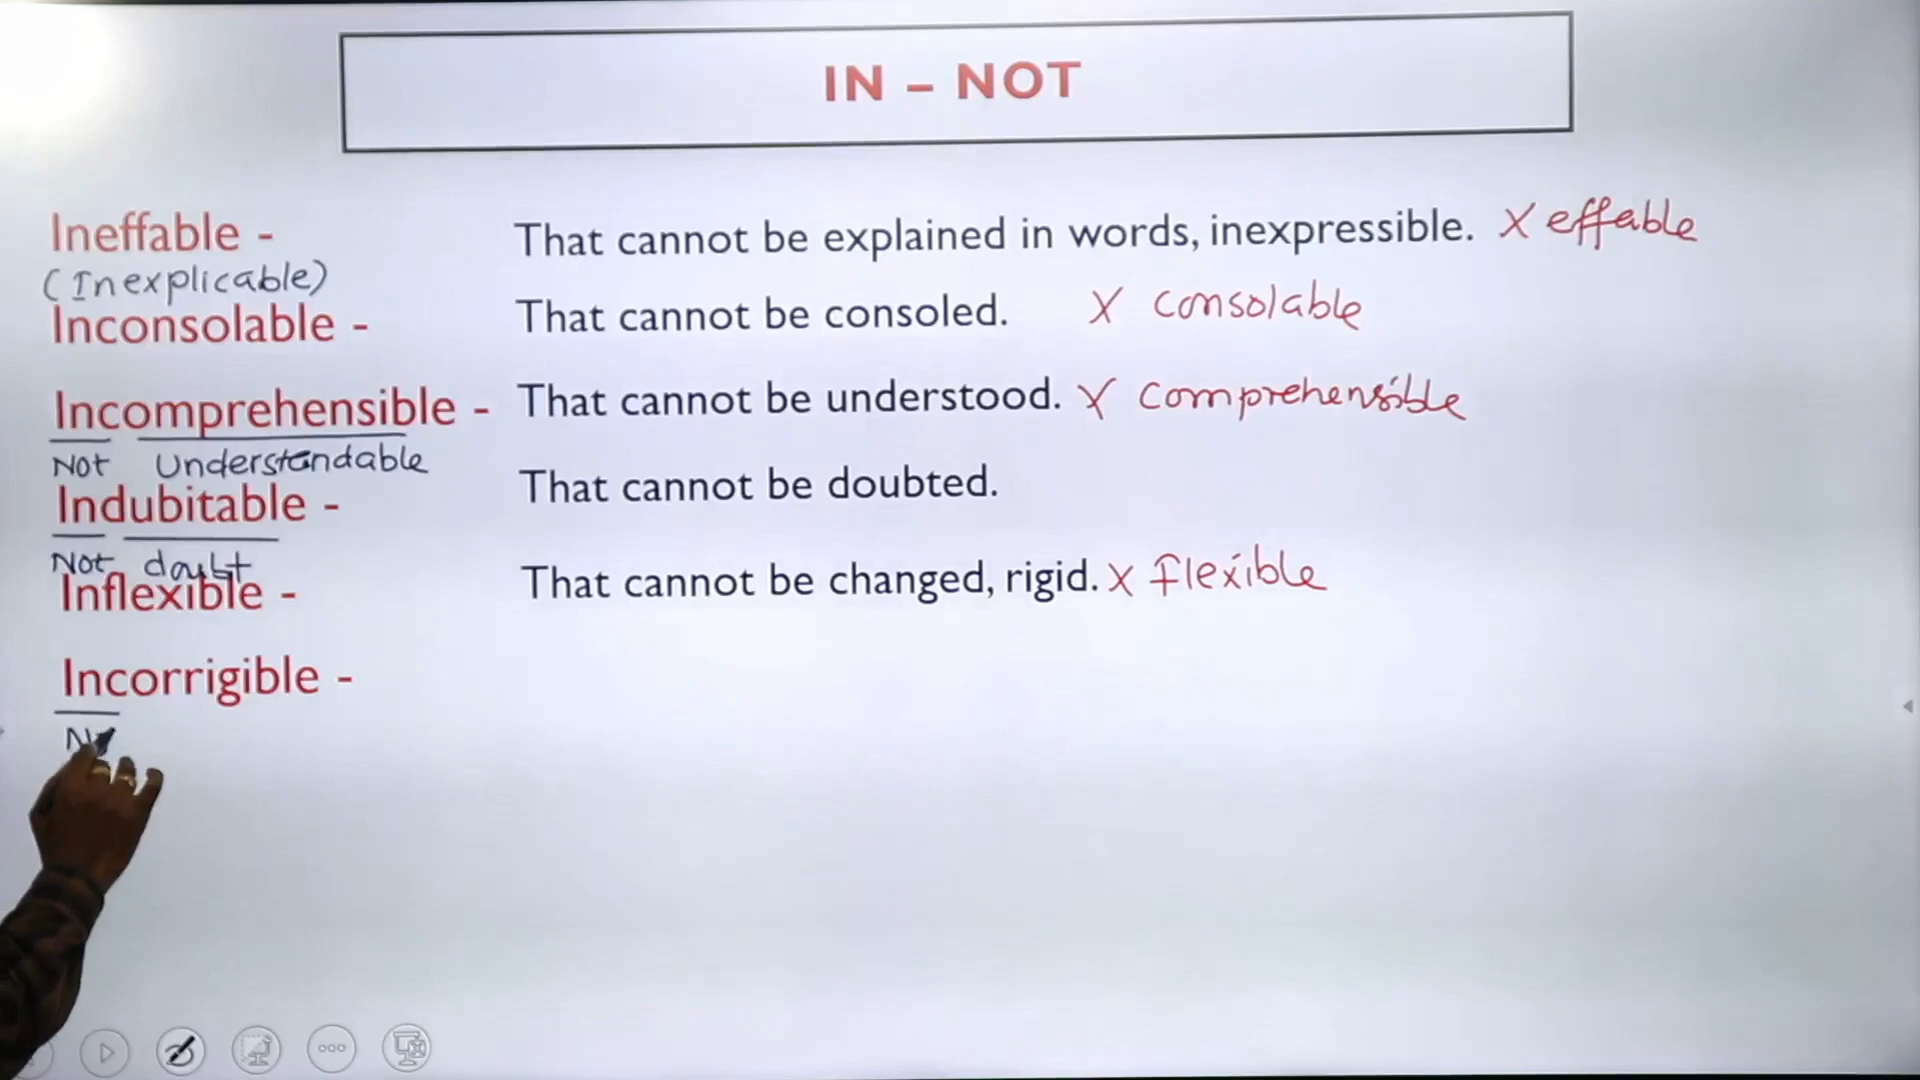 IN – NOT
Ineffable - That cannot be explained in words, inexpressible. X effable
(Inexplicable)
Inconsolable - That cannot be consoled. X consolable
Incomprehensible - That cannot be understood. X comprehensible
Not Understandable
Indubitable - That cannot be doubted.
Not doubt
Inflexible - That cannot be changed, rigid. X flexible
Incorrigible -